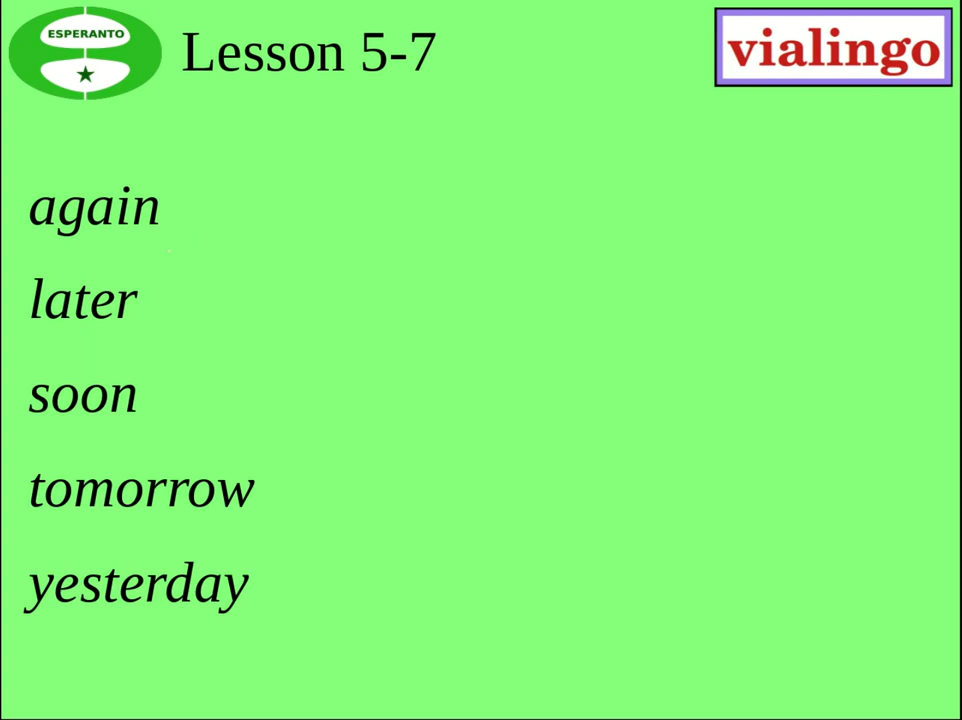 ESPERANTO
Lesson 5-7
vialingo
again
later
soon
tomorrow
yesterday